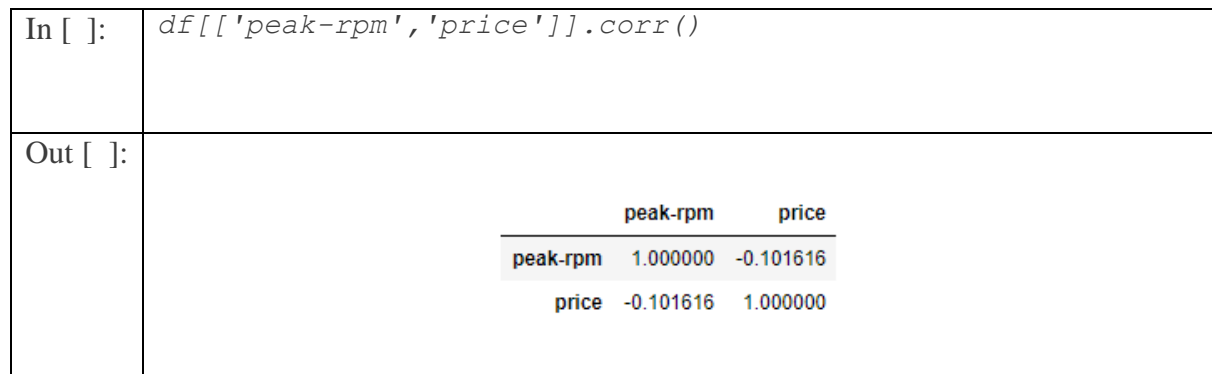 In [ ]: df[['peak-rpm','price']].corr()
Out [ ]:
peak-rpm price
peak-rpm 1.000000 -0.101616
price -0.101616 1.000000